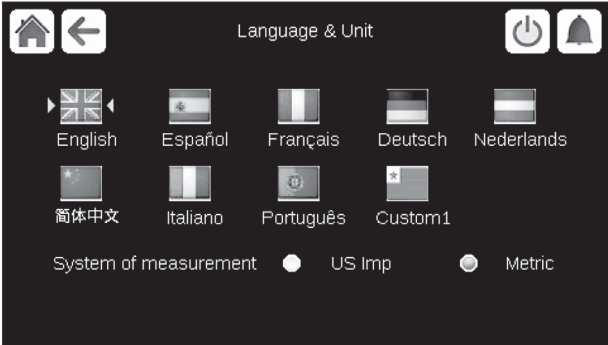 Language & Unit
English Español Français Deutsch Nederlands
简体中文 Italiano Português Custom1
System of measurement US Imp Metric